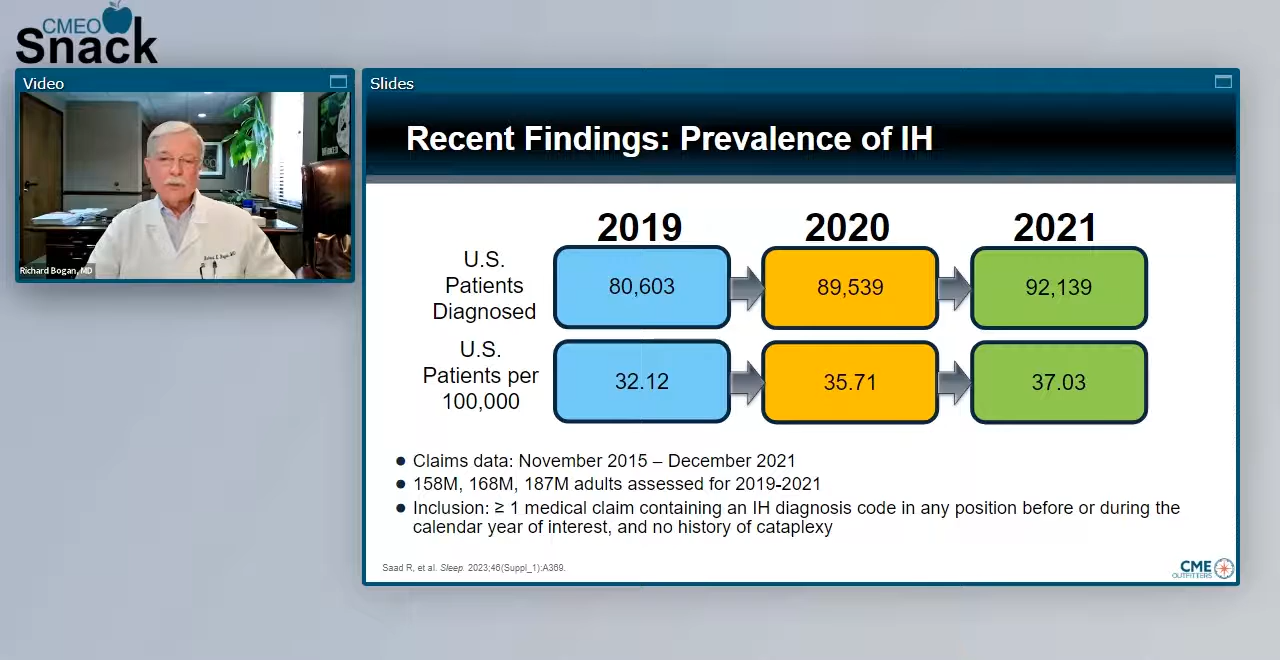 CMEO
Snack
Video
Richard Bogan, MD
Slides
Recent Findings: Prevalence of IH
2019 2020 2021
U.S.
Patients
Diagnosed
80,603 89,539 92,139
U.S.
Patients per
100,000
32.12 35.71 37.03
● Claims data: November 2015 – December 2021
● 158M, 168M, 187M adults assessed for 2019-2021
● Inclusion: ≥ 1 medical claim containing an IH diagnosis code in any position before or during the
calendar year of interest, and no history of cataplexy
Saad R, et al. Sleep. 2023;46(Suppl_1):A369.
CME
OUTFITTERS